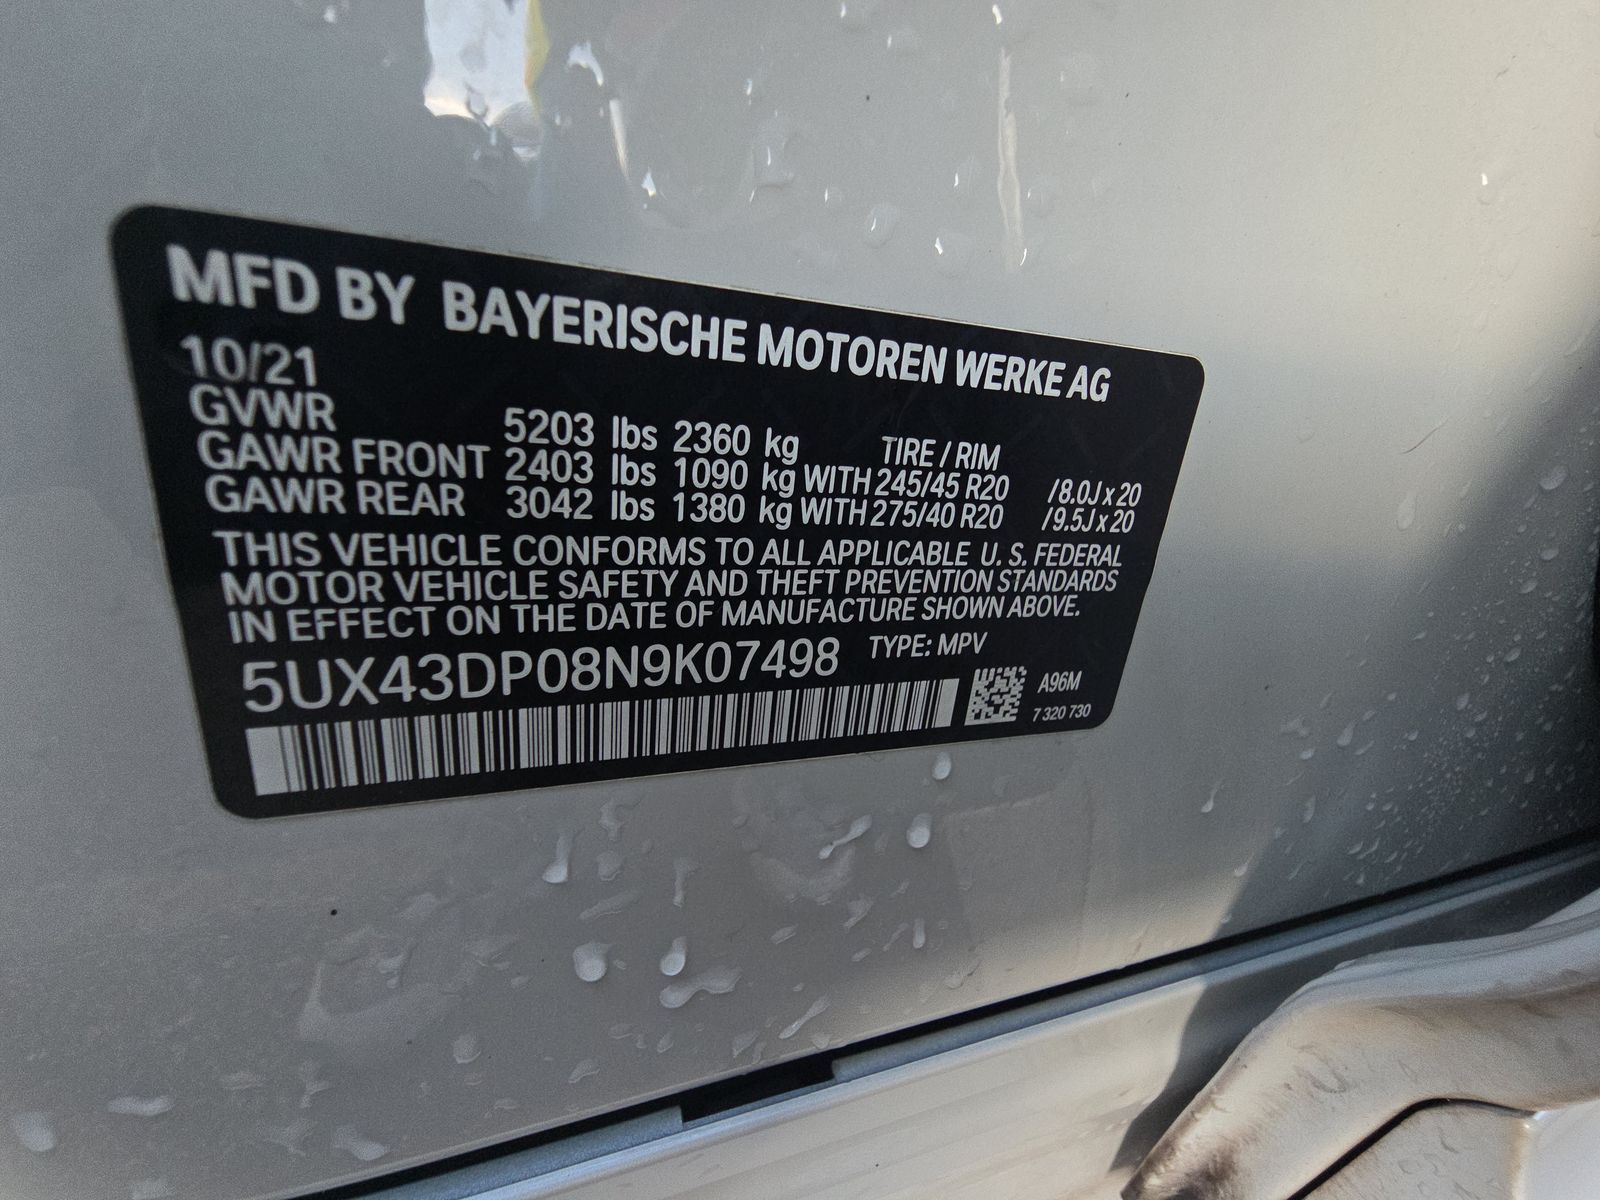 MFD BY BAYERISCHE MOTOREN WERKE AG
10/21
GVWR 5203 lbs 2360 kg TIRE / RIM
GAWR FRONT 2403 lbs 1090 kg WITH 245/45 R20 /8.0J x 20
GAWR REAR 3042 lbs 1380 kg WITH 275/40 R20 /9.5J x 20
THIS VEHICLE CONFORMS TO ALL APPLICABLE U. S. FEDERAL
MOTOR VEHICLE SAFETY AND THEFT PREVENTION STANDARDS
IN EFFECT ON THE DATE OF MANUFACTURE SHOWN ABOVE.
5UX43DP08N9K07498 TYPE: MPV
A96M
7 320 730